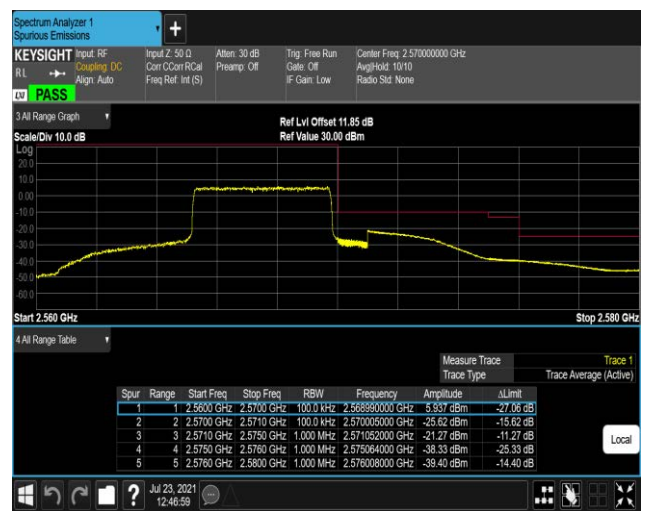 Spectrum Analyzer 1
Spurious Emissions
+
KEYSIGHT Input: RF Input Z: 50 Ω Atten: 30 dB Trig: Free Run Center Freq: 2.570000000 GHz
RL Coupling: DC Corr CCorr RCal Preamp: Off Gate: Off Avg|Hold: 10/10
Align: Auto Freq Ref: Int (S) IF Gain: Low Radio Std: None
LXI PASS
3 All Range Graph
Ref Lvl Offset 11.85 dB
Scale/Div 10.0 dB Ref Value 30.00 dBm
Log
20.0
10.0
0.00
-10.0
-20.0
-30.0
-40.0
-50.0
-60.0
Start 2.560 GHz Stop 2.580 GHz
4 All Range Table
Measure Trace Trace 1
Trace Type Trace Average (Active)
Spur Range Start Freq Stop Freq RBW Frequency Amplitude ΔLimit
1 1 2.5600 GHz 2.5700 GHz 100.0 kHz 2.568990000 GHz 5.937 dBm -27.06 dB
2 2 2.5700 GHz 2.5710 GHz 100.0 kHz 2.570005000 GHz -25.62 dBm -15.62 dB
3 3 2.5710 GHz 2.5750 GHz 1.000 MHz 2.571052000 GHz -21.27 dBm -11.27 dB
4 4 2.5750 GHz 2.5760 GHz 1.000 MHz 2.575064000 GHz -38.33 dBm -25.33 dB
5 5 2.5760 GHz 2.5800 GHz 1.000 MHz 2.576008000 GHz -39.40 dBm -14.40 dB
Local
? Jul 23, 2021
12:46:59